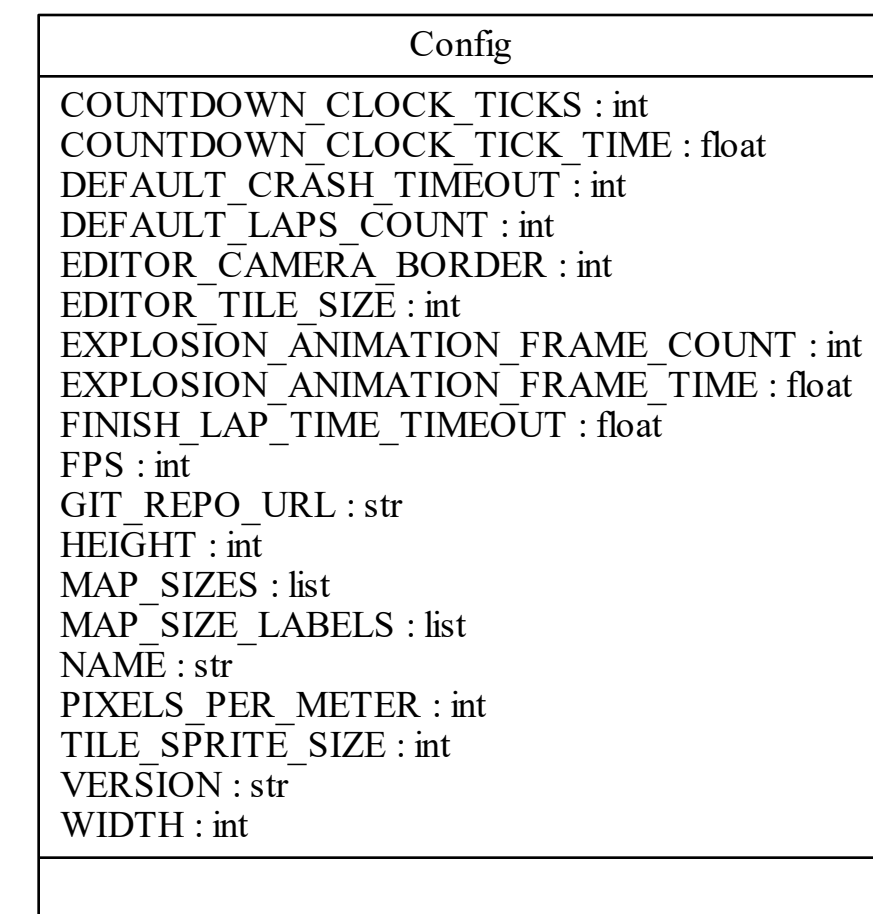 Config
COUNTDOWN_CLOCK_TICKS : int
COUNTDOWN_CLOCK_TICK_TIME : float
DEFAULT_CRASH_TIMEOUT : int
DEFAULT_LAPS_COUNT : int
EDITOR_CAMERA_BORDER : int
EDITOR_TILE_SIZE : int
EXPLOSION_ANIMATION_FRAME_COUNT : int
EXPLOSION_ANIMATION_FRAME_TIME : float
FINISH_LAP_TIME_TIMEOUT : float
FPS : int
GIT_REPO_URL : str
HEIGHT : int
MAP_SIZES : list
MAP_SIZE_LABELS : list
NAME : str
PIXELS_PER_METER : int
TILE_SPRITE_SIZE : int
VERSION : str
WIDTH : int